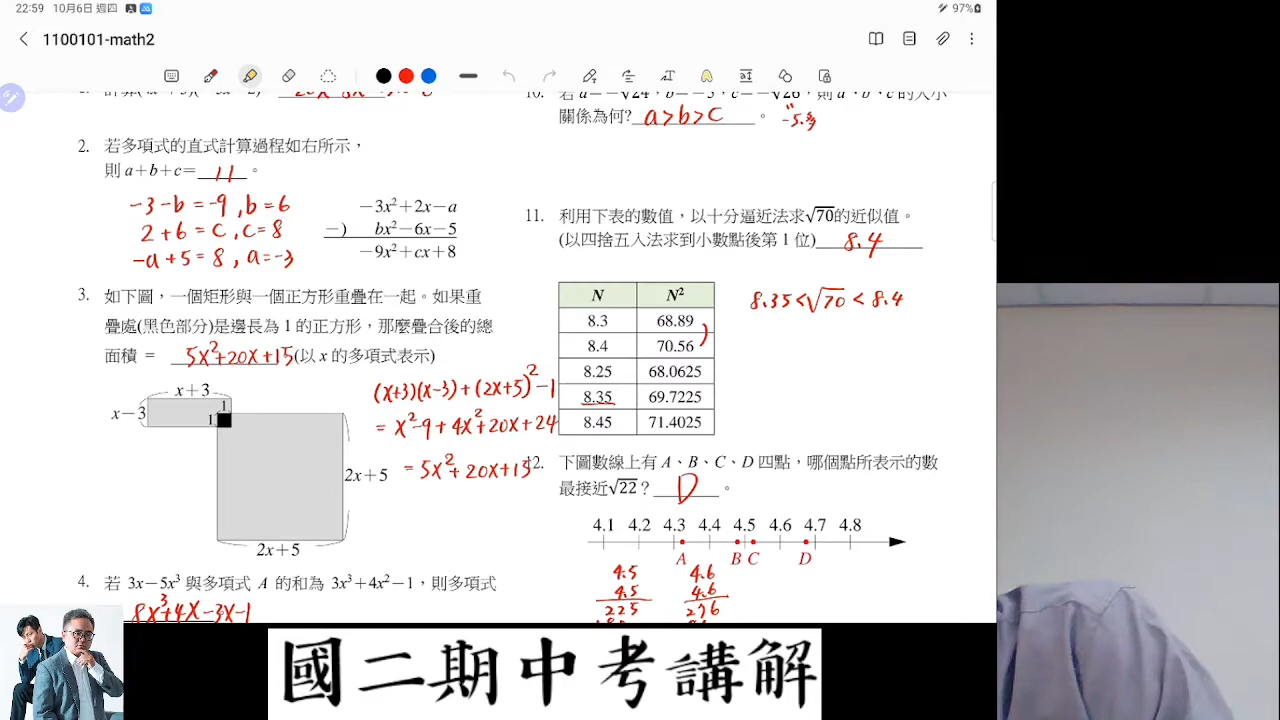 22:59 10月6日 週四
97%
1100101-math2
2. 若多項式的直式計算過程如右所示，
則 a+b+c= 11 。
-3-b=-9, b=6
2+6=c, c=8
-a+5=8, a=-3
-3x²+2x-a
-) bx²-6x-5
-9x²+cx+8
3. 如下圖，一個矩形與一個正方形重疊在一起。如果重
疊處(黑色部分)是邊長為 1 的正方形，那麼疊合後的總
面積 = 5x²+20x+15 (以 x 的多項式表示)
x+3
x-3
1
1
2x+5
2x+5
(x+3)(x-3)+(2x+5)²-1
= x²-9+4x²+20x+24
= 5x²+20x+15
4. 若 3x-5x³ 與多項式 A 的和為 3x³+4x²-1，則多項式
10. 若 a=-√24，b=-5，c=-√26，則 a、b、c 的大小
關係為何? a>b>c 。
11. 利用下表的數值，以十分逼近法求√70的近似值。
(以四捨五入法求到小數點後第 1 位) 8.4
N N²
8.3 68.89
8.4 70.56
8.25 68.0625
8.35 69.7225
8.45 71.4025
8.35<√70<8.4
12. 下圖數線上有 A、B、C、D 四點，哪個點所表示的數
最接近√22？ D 。
4.1 4.2 4.3 4.4 4.5 4.6 4.7 4.8
A B C D
4.5 4.6
4.5 4.6
225 276
國二期中考講解